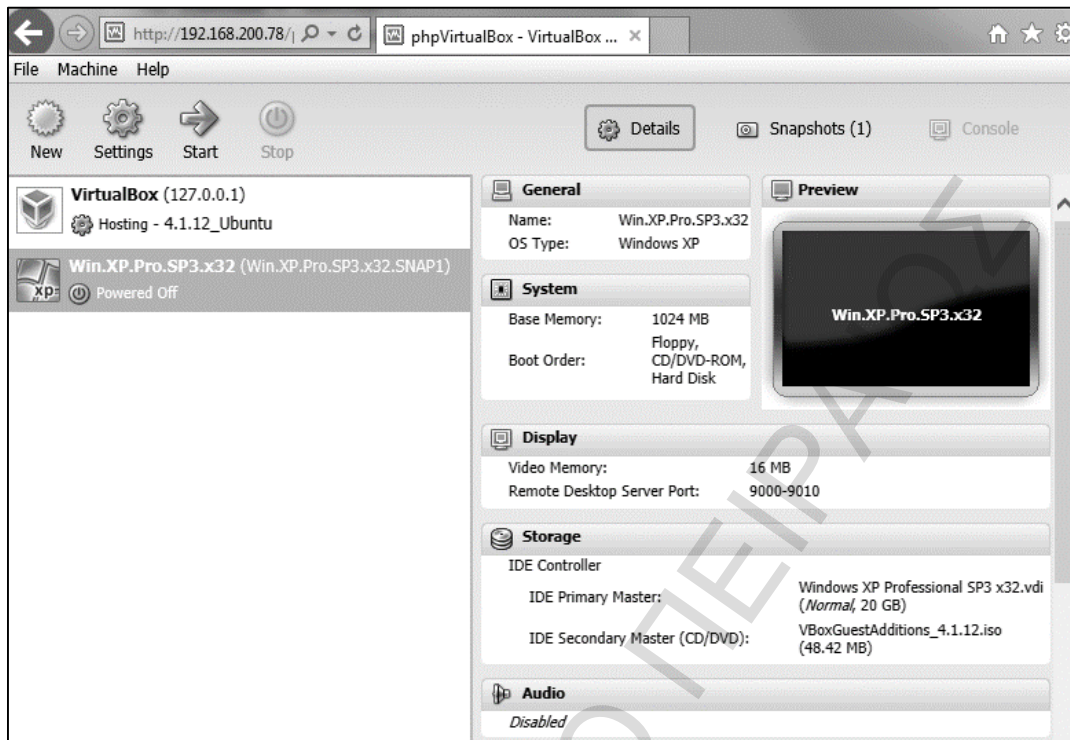 http://192.168.200.78/
phpVirtualBox - VirtualBox ...
File Machine Help
New Settings Start Stop
Details Snapshots (1) Console
VirtualBox (127.0.0.1)
Hosting - 4.1.12_Ubuntu
Win.XP.Pro.SP3.x32 (Win.XP.Pro.SP3.x32.SNAP1)
xp
Powered Off
General
Name: Win.XP.Pro.SP3.x32
OS Type: Windows XP
System
Base Memory: 1024 MB
Boot Order: Floppy,
CD/DVD-ROM,
Hard Disk
Preview
Win.XP.Pro.SP3.x32
Display
Video Memory: 16 MB
Remote Desktop Server Port: 9000-9010
Storage
IDE Controller
IDE Primary Master: Windows XP Professional SP3 x32.vdi
(Normal, 20 GB)
IDE Secondary Master (CD/DVD): VBoxGuestAdditions_4.1.12.iso
(48.42 MB)
Audio
Disabled
Ο ΠΕΙΡΑΙΩΣ